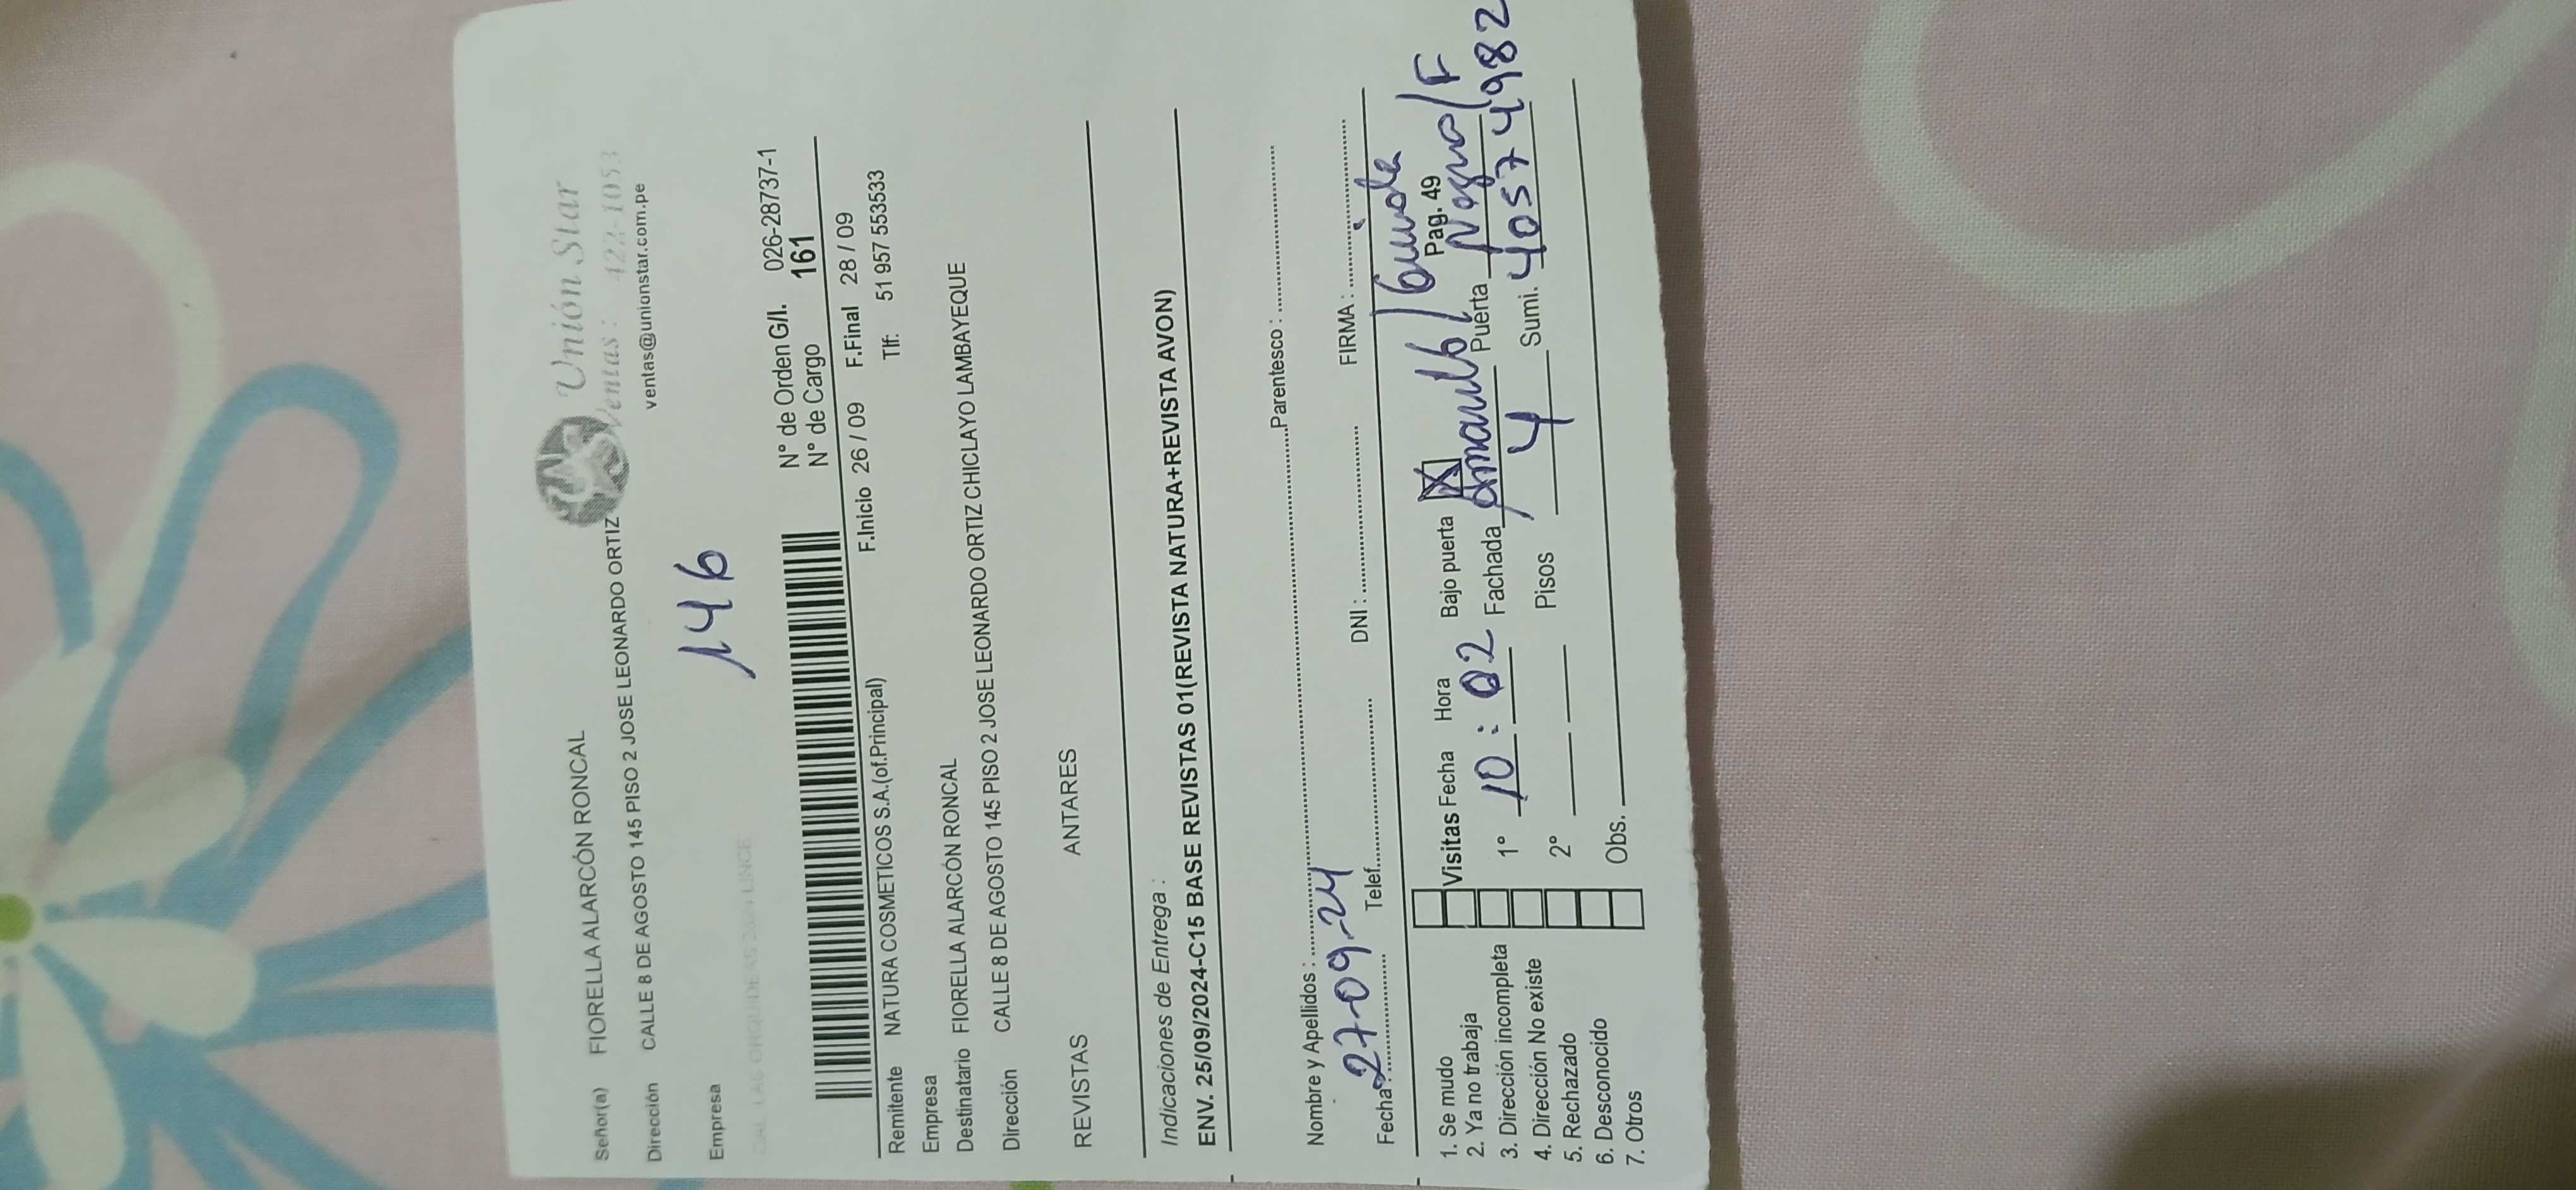 Unión Star
Ventas : 422-1053
ventas@unionstar.com.pe
Señor(a) FIORELLA ALARCÓN RONCAL
Dirección CALLE 8 DE AGOSTO 145 PISO 2 JOSE LEONARDO ORTIZ
146
Empresa
N° de Orden G/I. 026-28737-1
N° de Cargo 161
F.Inicio 26 / 09 F.Final 28 / 09
Remitente NATURA COSMETICOS S.A.(of.Principal) Tlf: 51 957 553533
Empresa
Destinatario FIORELLA ALARCÓN RONCAL
Dirección CALLE 8 DE AGOSTO 145 PISO 2 JOSE LEONARDO ORTIZ CHICLAYO LAMBAYEQUE
REVISTAS ANTARES
Indicaciones de Entrega :
ENV. 25/09/2024-C15 BASE REVISTAS 01(REVISTA NATURA+REVISTA AVON)
Nombre y Apellidos : Parentesco :
Fecha : 27-09-24 Telef. DNI : FIRMA :
Pag. 49
1. Se mudo
2. Ya no trabaja
3. Dirección incompleta
4. Dirección No existe
5. Rechazado
6. Desconocido
7. Otros
Visitas Fecha Hora Bajo puerta X
1° 10:02 Fachada Puerta Negra/F
2° Pisos 4 Sumi. 40574982
Obs.